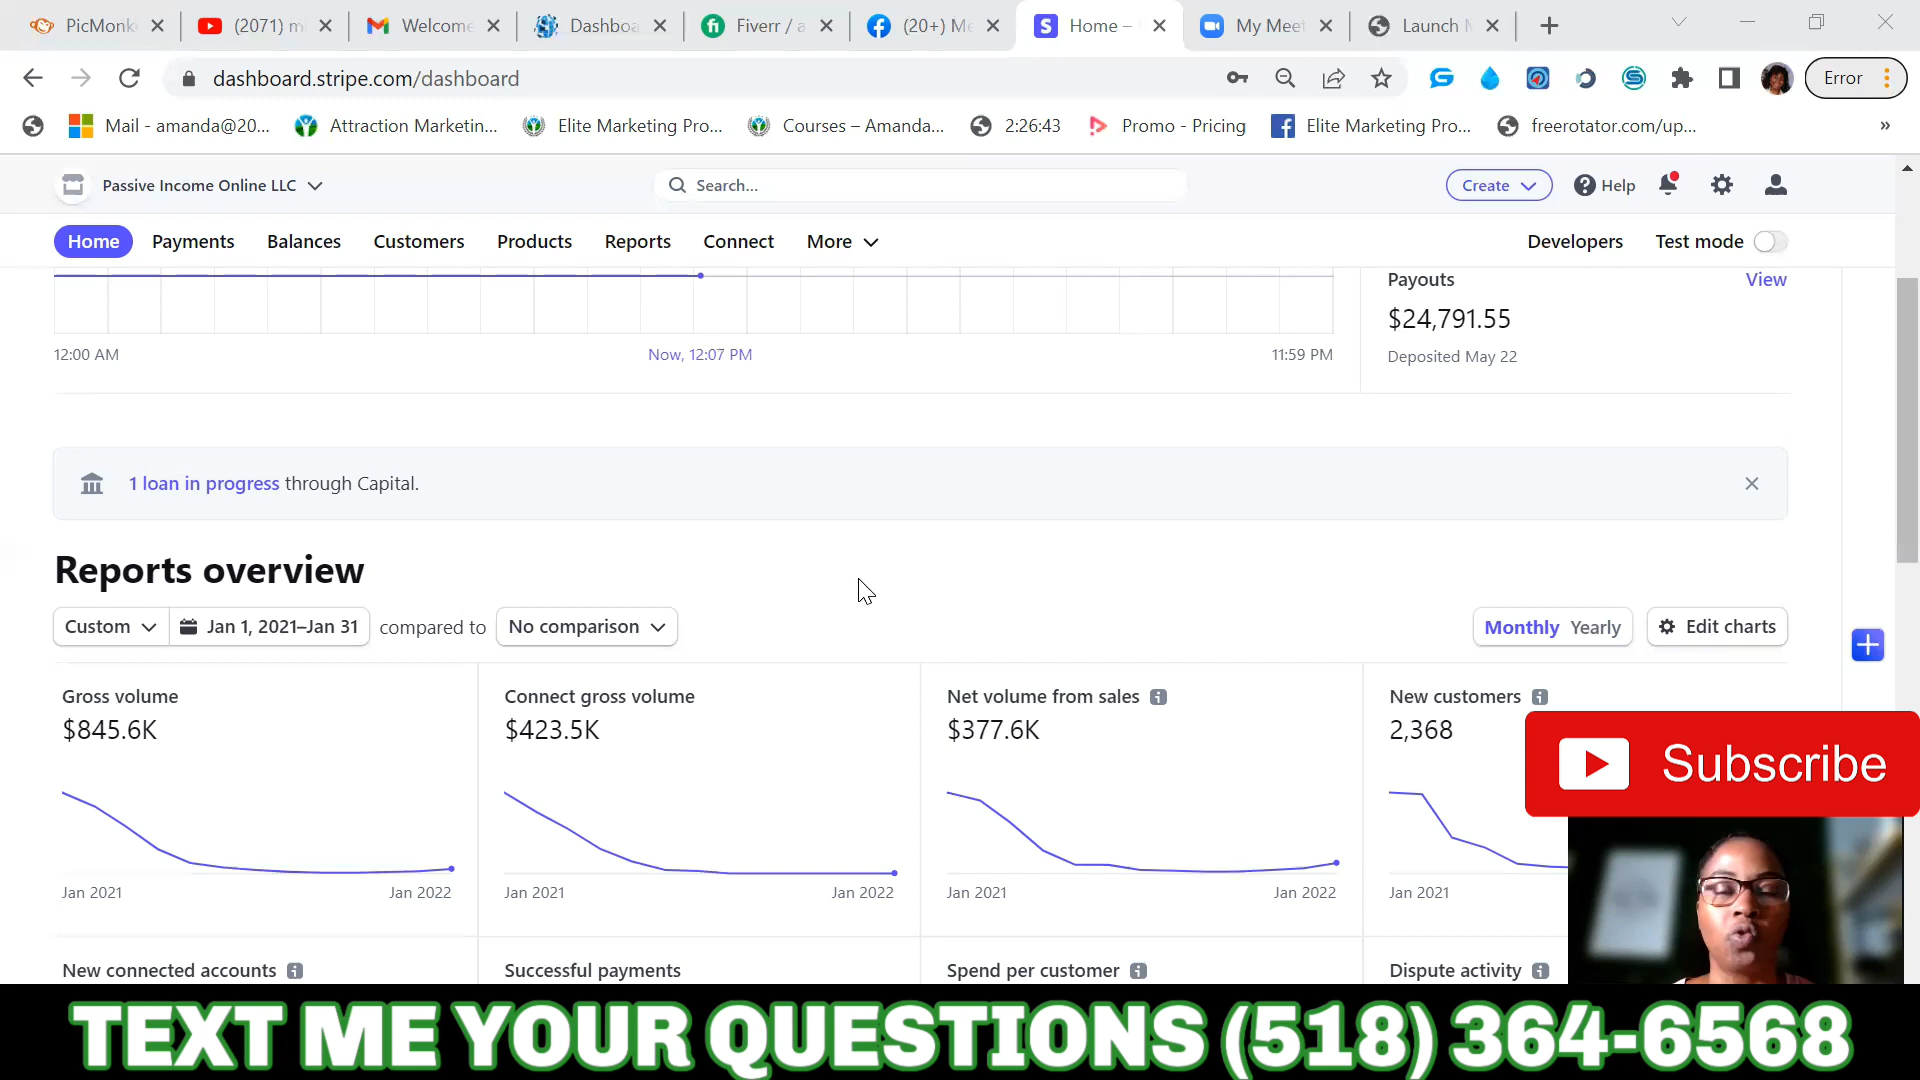 PicMonk
(2071) m
Welcome
Dashboa
Fiverr / a
(20+) Me
Home –
My Meet
Launch M
dashboard.stripe.com/dashboard
Error
Mail - amanda@20...
Attraction Marketin...
Elite Marketing Pro...
Courses – Amanda...
2:26:43
Promo - Pricing
Elite Marketing Pro...
freerotator.com/up...
»
Passive Income Online LLC
Search...
Create
Help
Home
Payments
Balances
Customers
Products
Reports
Connect
More
Developers
Test mode
Payouts
View
$24,791.55
Deposited May 22
12:00 AM
Now, 12:07 PM
11:59 PM
1 loan in progress through Capital.
Reports overview
Custom
Jan 1, 2021–Jan 31
compared to
No comparison
Monthly
Yearly
Edit charts
Gross volume
$845.6K
Jan 2021
Jan 2022
Connect gross volume
$423.5K
Jan 2021
Jan 2022
Net volume from sales
$377.6K
Jan 2021
Jan 2022
New customers
2,368
Jan 2021
Subscribe
New connected accounts
Successful payments
Spend per customer
Dispute activity
TEXT ME YOUR QUESTIONS (518) 364-6568